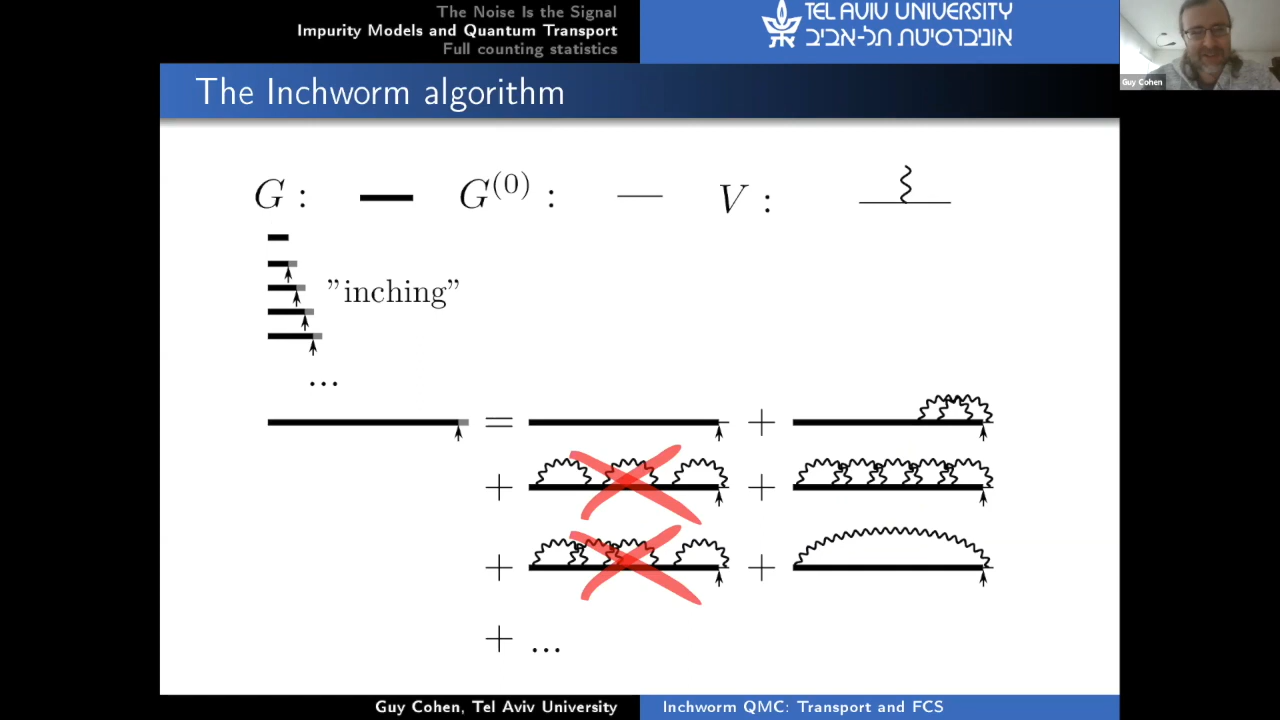 The Noise Is the Signal
Impurity Models and Quantum Transport
Full counting statistics
TEL AVIV UNIVERSITY
אוניברסיטת תל-אביב
Guy Cohen
The Inchworm algorithm
G : G⁽⁰⁾ : V :
"inching"
...
= +
+ +
+ +
+ ...
Guy Cohen, Tel Aviv University
Inchworm QMC: Transport and FCS